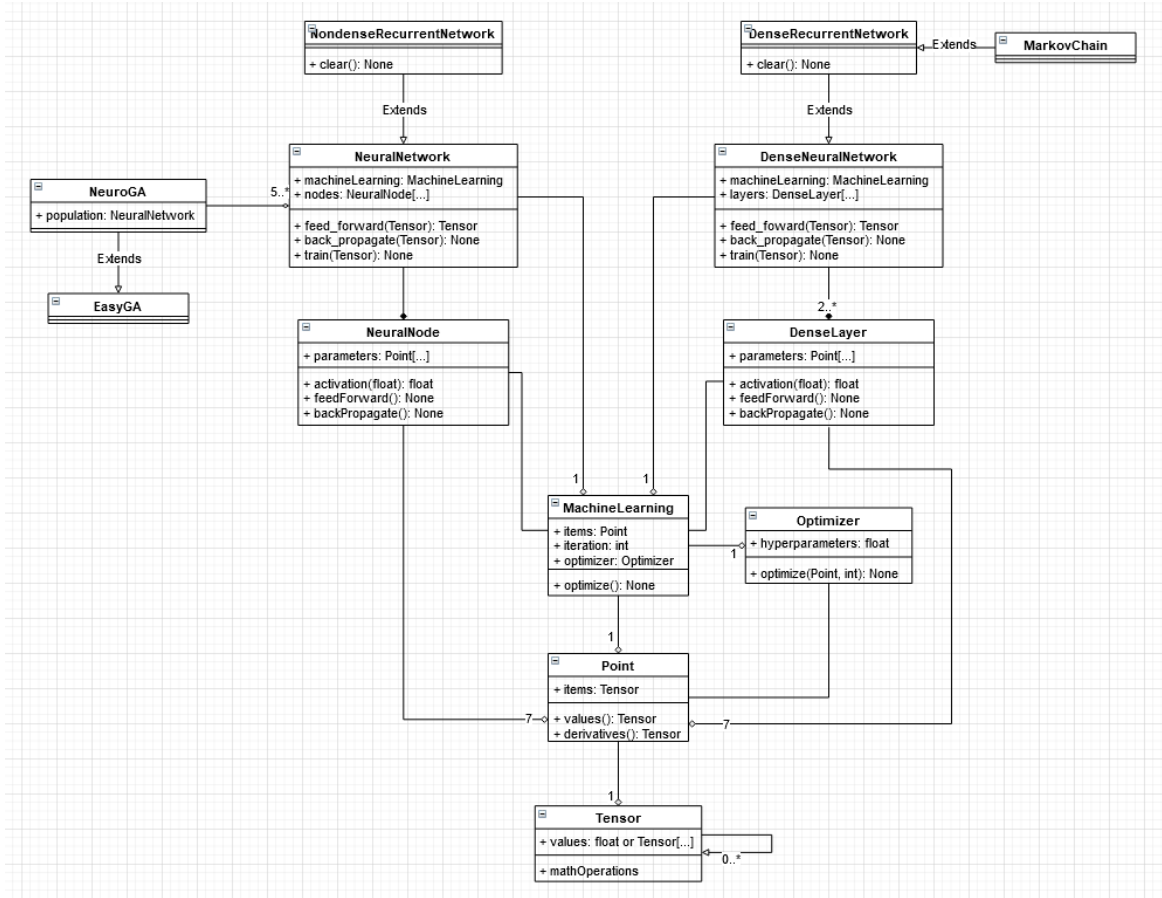 NondenseRecurrentNetwork
+ clear(): None
DenseRecurrentNetwork
+ clear(): None
Extends
MarkovChain
Extends
Extends
NeuralNetwork
+ machineLearning: MachineLearning
+ nodes: NeuralNode[...]
+ feed_forward(Tensor): Tensor
+ back_propagate(Tensor): None
+ train(Tensor): None
DenseNeuralNetwork
+ machineLearning: MachineLearning
+ layers: DenseLayer[...]
+ feed_foward(Tensor): Tensor
+ back_propagate(Tensor): None
+ train(Tensor): None
NeuroGA
+ population: NeuralNetwork
5..*
Extends
EasyGA
2..*
NeuralNode
+ parameters: Point[...]
+ activation(float): float
+ feedForward(): None
+ backPropagate(): None
DenseLayer
+ parameters: Point[...]
+ activation(float): float
+ feedForward(): None
+ backPropagate(): None
1
1
MachineLearning
+ items: Point
+ iteration: int
+ optimizer: Optimizer
+ optimize(): None
1
Optimizer
+ hyperparameters: float
+ optimize(Point, int): None
1
Point
+ items: Tensor
+ values(): Tensor
+ derivatives(): Tensor
7
7
1
Tensor
+ values: float or Tensor[...]
+ mathOperations
0..*